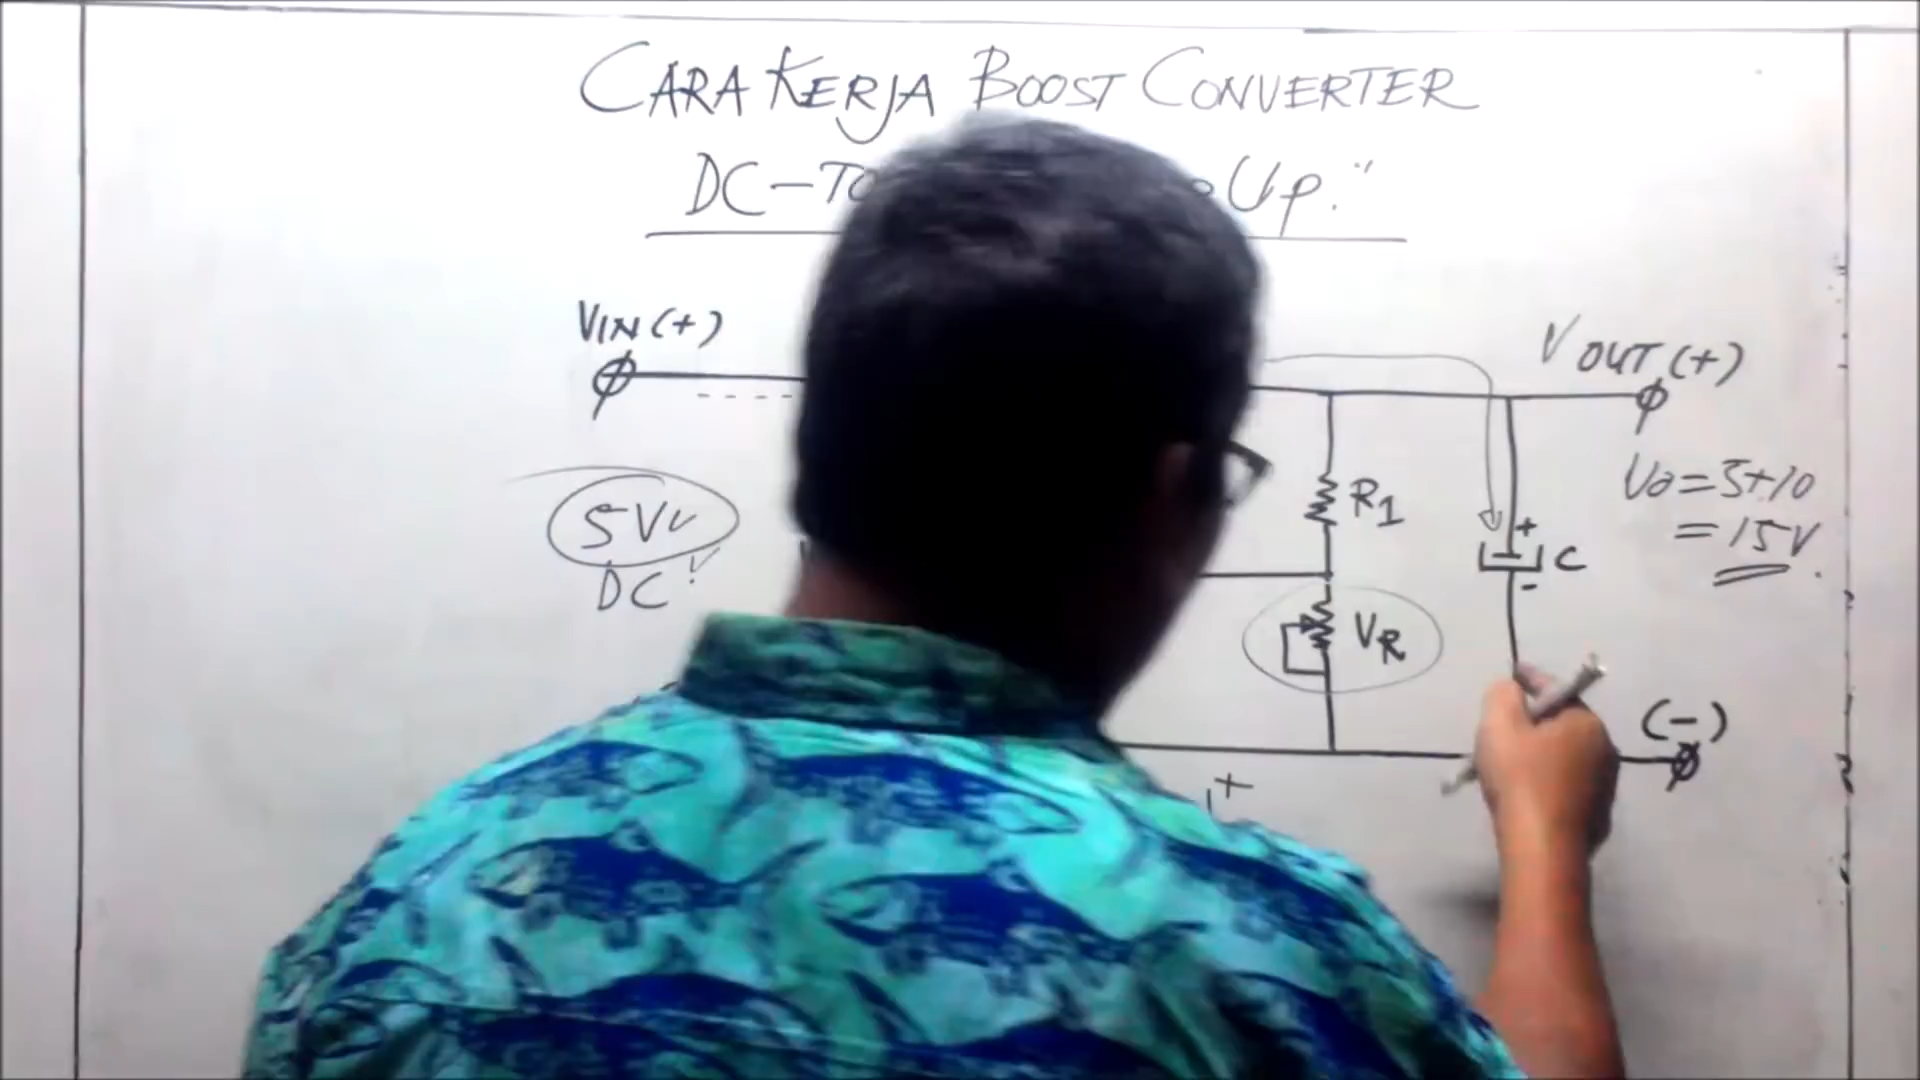 CARA KERJA BOOST CONVERTER
DC-TO Up."
VIN (+)
VOUT (+)
5V
DC
R1
+
C
-
Vo = 5+10
= 15V
VR
(-)
+